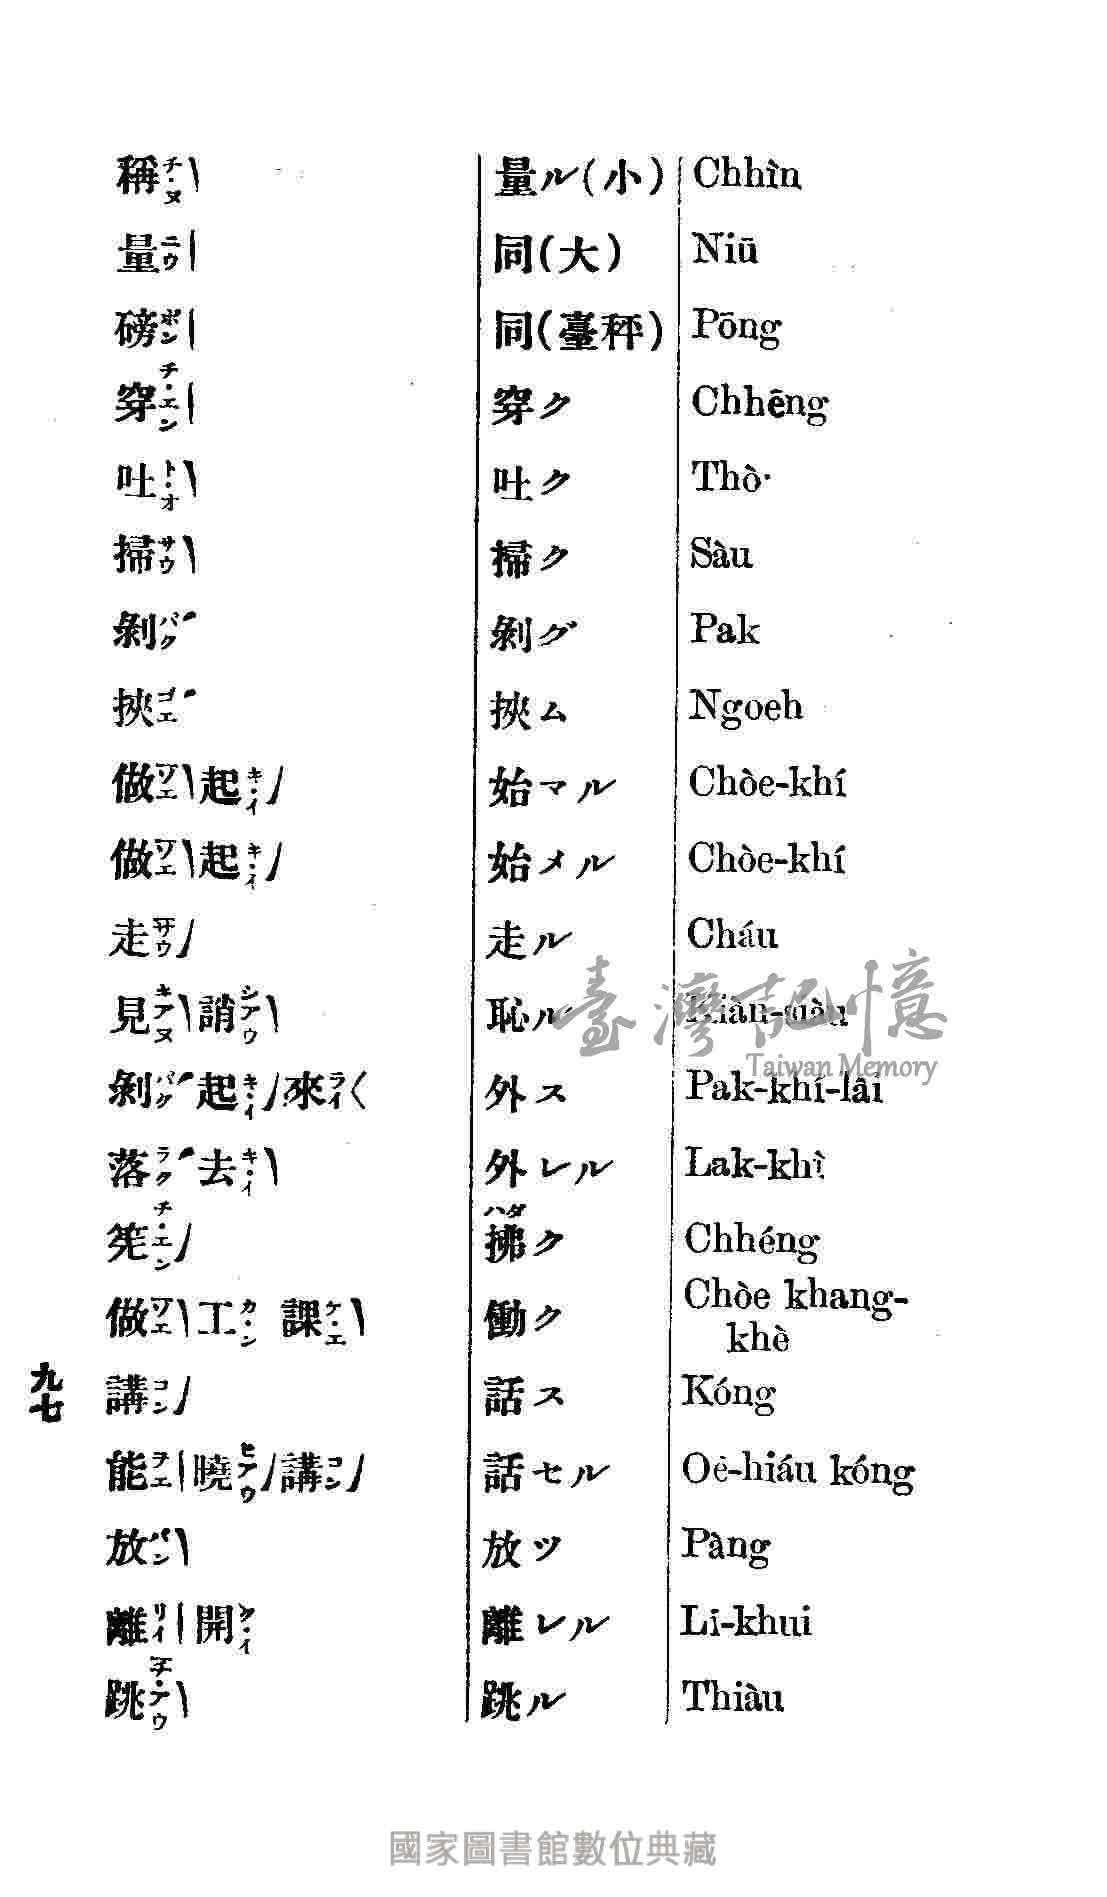 稱チ・ヌ 量ル(小) Chhìn
量ニウ 同(大) Niū
磅ポン 同(臺秤) Pōng
穿チ・エン 穿ク Chhēng
吐ト・オ 吐ク Thò·
掃サウ 掃ク Sàu
剝パク 剝グ Pak
挾ゴエ 挾ム Ngoeh
做ツエ起キ・イ 始マル Chòe-khí
做ツエ起キ・イ 始メル Chòe-khí
走サウ 走ル Cháu
見キアヌ誚シアウ 恥ル Kiàn-siàu
剝パク起キ・イ來ライ 外ス Pak-khí-lâi
落ラク去キ・イ 外レル Lak-khì
筅チ・エン 拂ハダク Chhéng
做ツエ工カ・ン 課ケ・エ 働ク Chòe khang-
khè
講コン 話ス Kóng
能ヲエ曉ヒアウ講コン 話セル Oē-hiáu kóng
放パン 放ツ Pàng
離リイ開ク・イ 離レル Lī-khui
跳チ・アウ 跳ル Thiàu
九七
臺灣記憶
Taiwan Memory
國家圖書館數位典藏